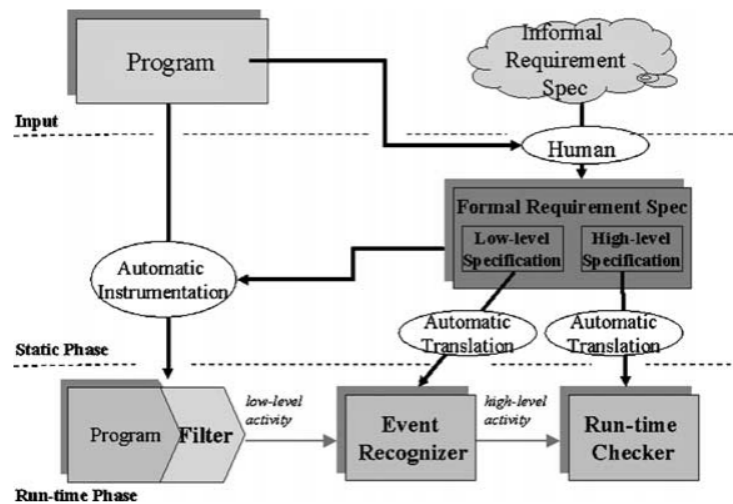 Program
Informal
Requirement
Spec
Input
Human
Formal Requirement Spec
Low-level
Specification
High-level
Specification
Automatic
Instrumentation
Automatic
Translation
Automatic
Translation
Static Phase
low-level
activity
high-level
activity
Program
Filter
Event
Recognizer
Run-time
Checker
Run-time Phase